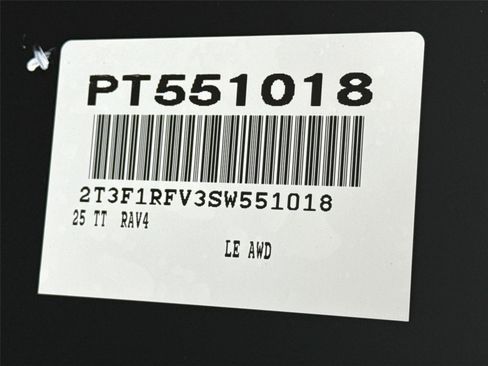 PT551018
2T3F1RFV3SW551018
25 TT RAV4
LE AWD